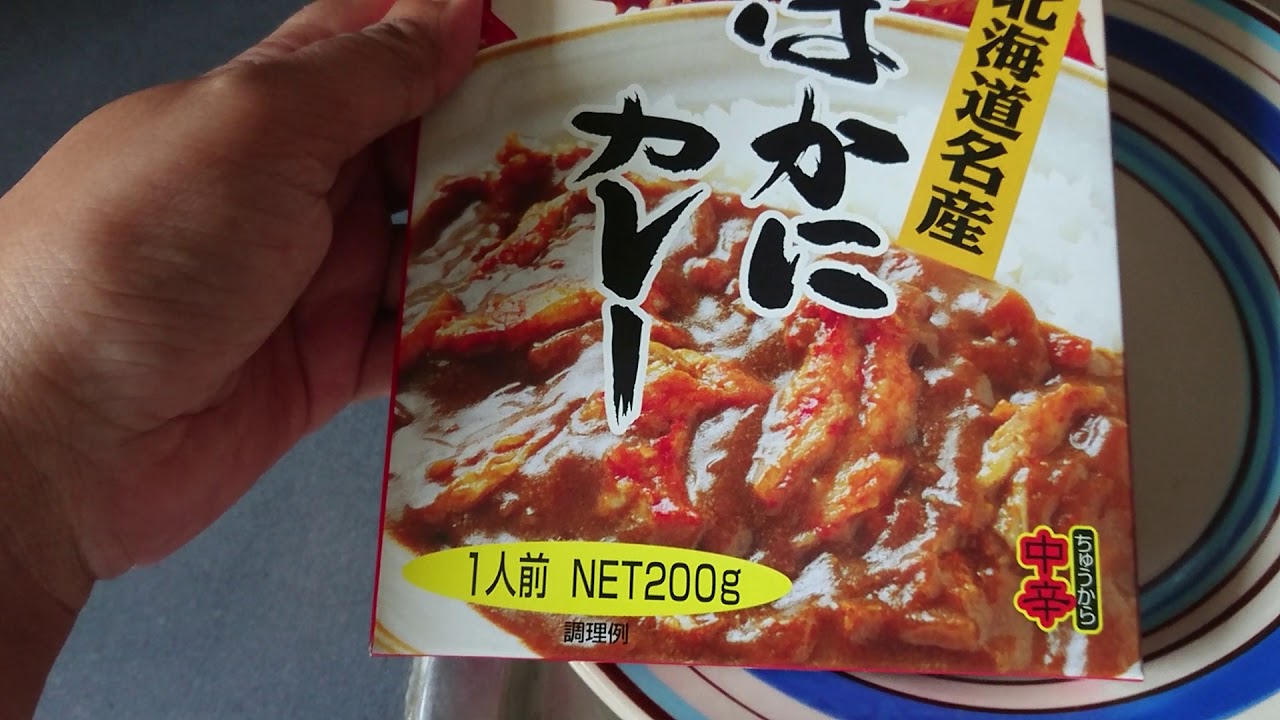 北海道名産
ばかに
カレー
1人前 NET200g
調理例
中辛
ちゅうから